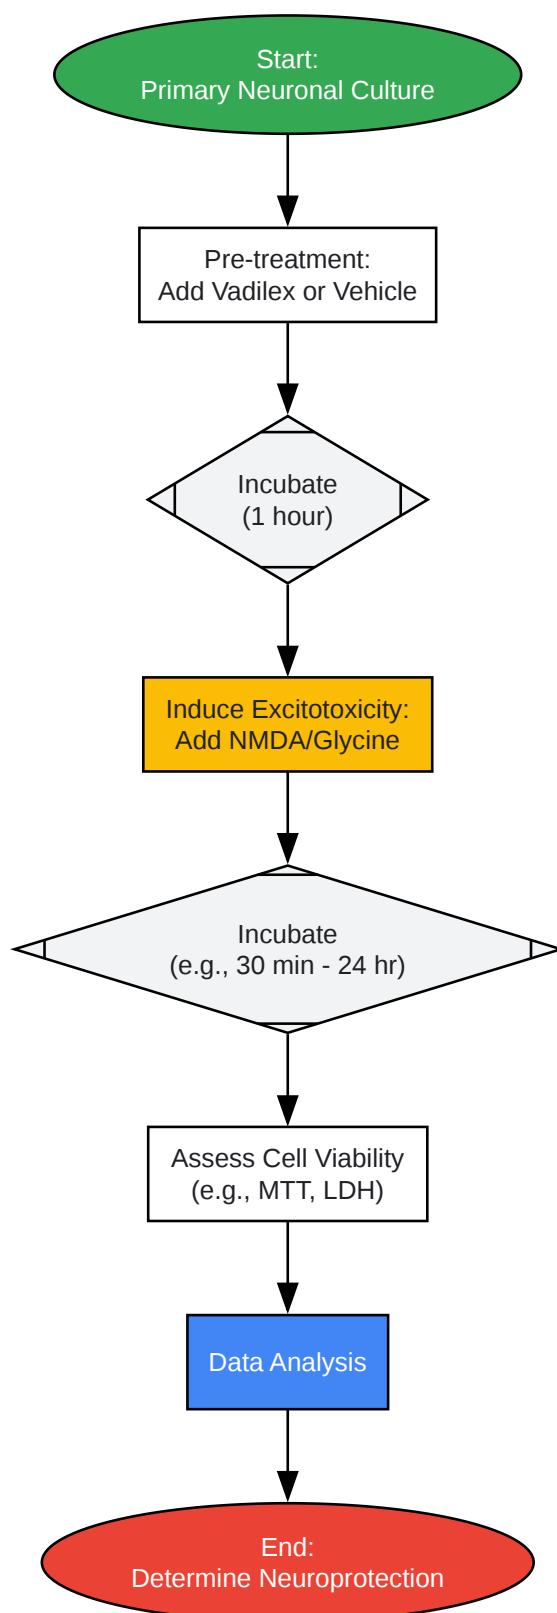 Start:
Primary Neuronal Culture
Pre-treatment:
Add Vadilex or Vehicle
Incubate
(1 hour)
Induce Excitotoxicity:
Add NMDA/Glycine
Incubate
(e.g., 30 min - 24 hr)
Assess Cell Viability
(e.g., MTT, LDH)
Data Analysis
End:
Determine Neuroprotection